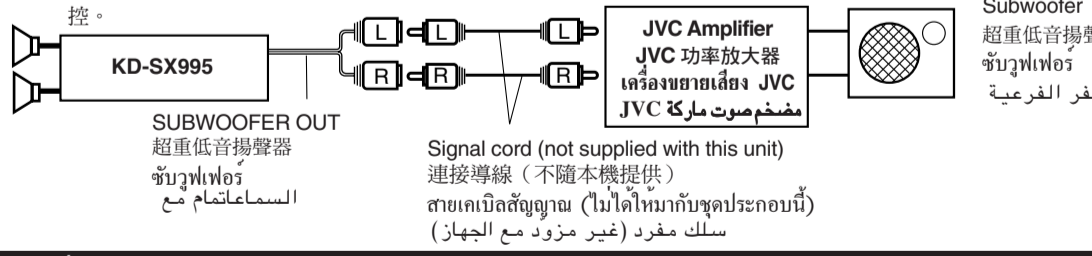 控。
KD-SX995
L
R
L
R
L
R
JVC Amplifier
JVC 功率放大器
เครื่องขยายเสียง JVC
مضخم صوت ماركة JVC
Subwoofer
超重低音揚聲
ซับวูฟเฟอร์
الفرعية
SUBWOOFER OUT
超重低音揚聲器
ซับวูฟเฟอร์
السماعاتمام مع
Signal cord (not supplied with this unit)
連接導線（不隨本機提供）
สายเคเบิลสัญญาณ (ไม่ได้ให้มากับชุดประกอบนี้)
سلك مفرد (غير مزود مع الجهاز)